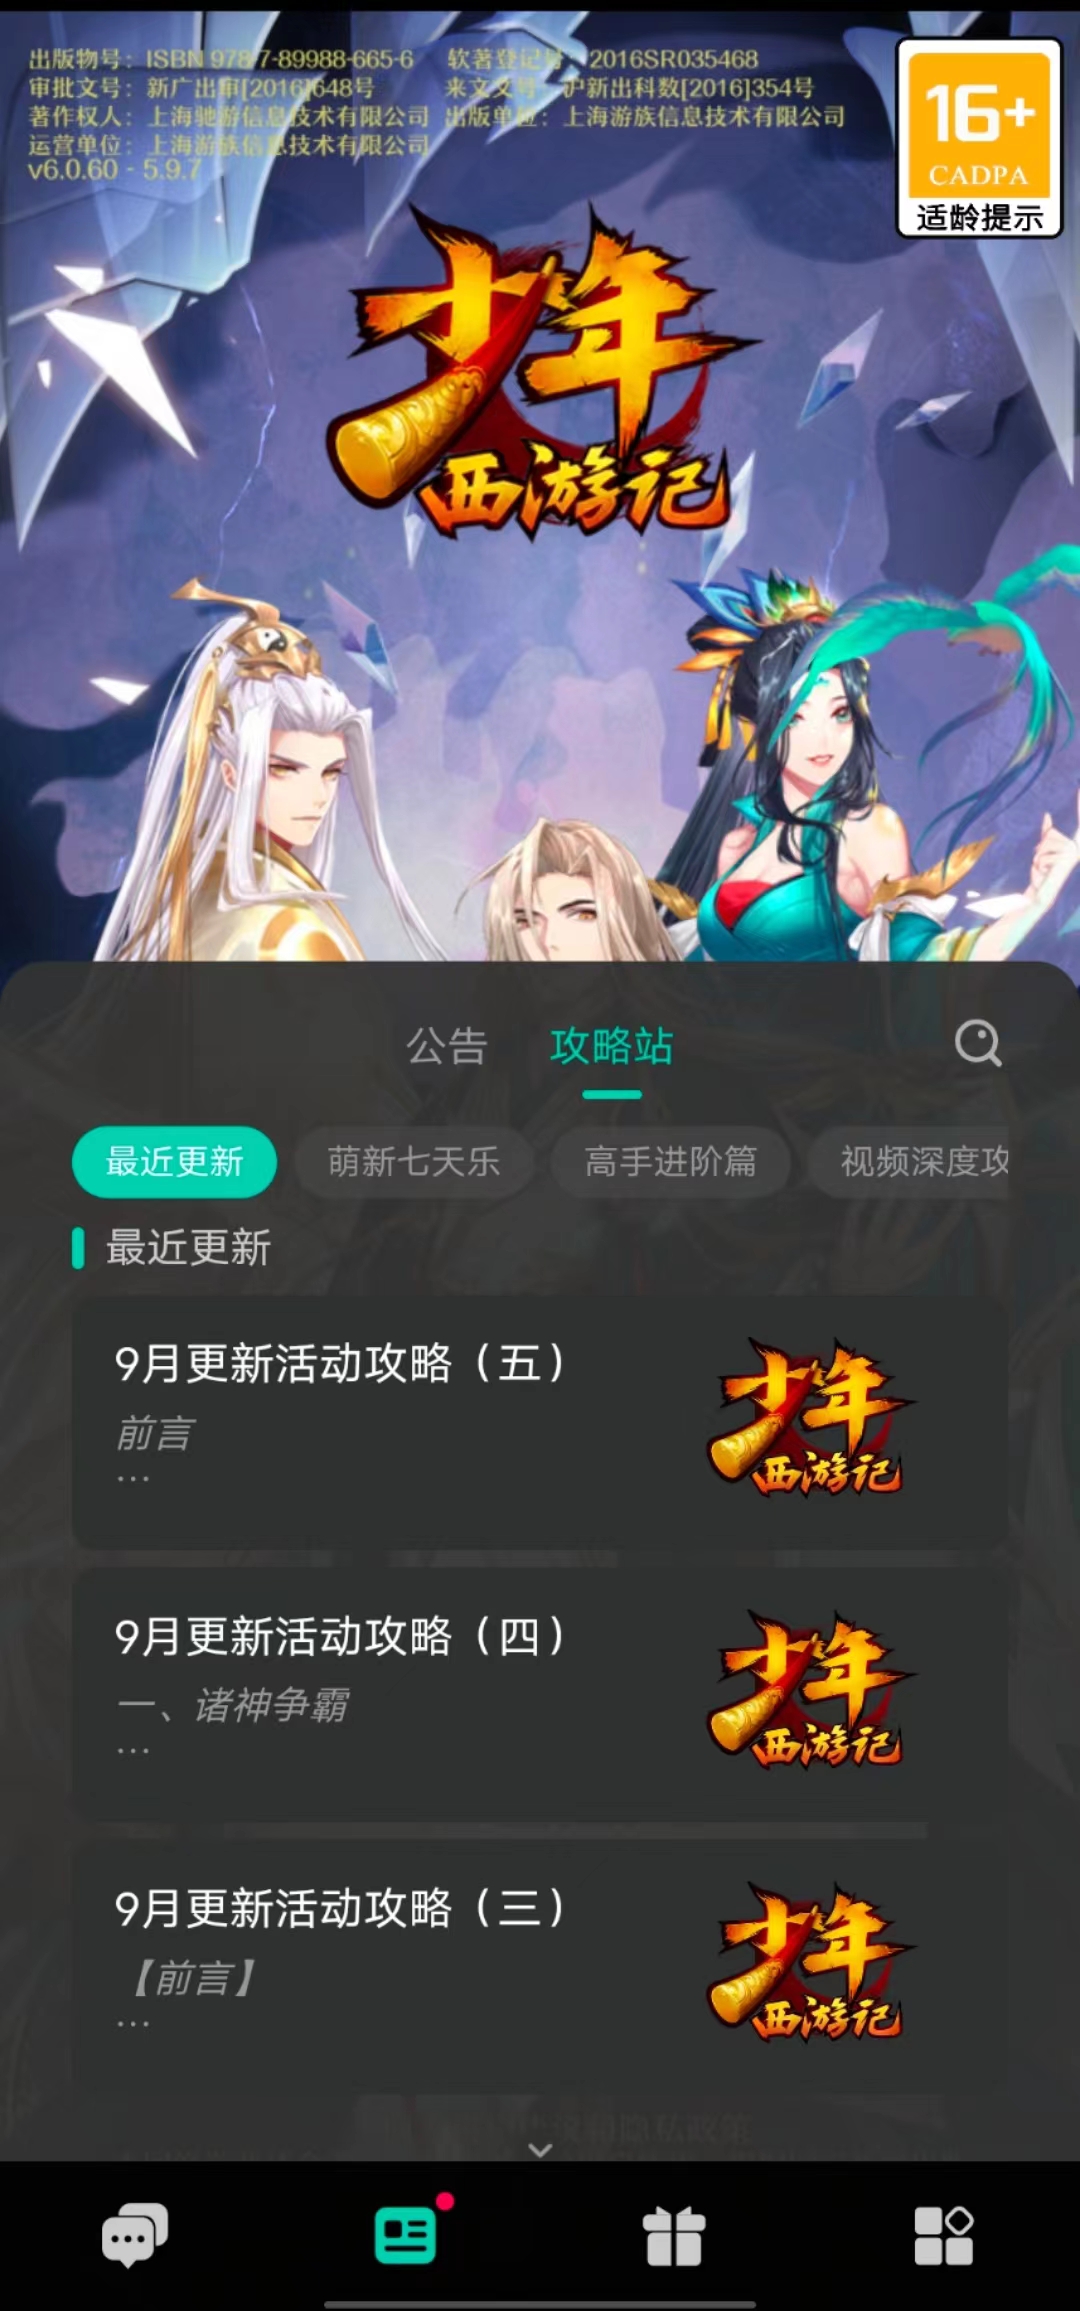 出版物号：ISBN 978-7-89988-665-6 软著登记号：2016SR035468
审批文号：新广出审[2016]648号 来文文号：沪新出科数[2016]354号
著作权人：上海驰游信息技术有限公司 出版单位：上海游族信息技术有限公司
运营单位：上海游族信息技术有限公司
v6.0.60 - 5.9.7
16+
CADPA
适龄提示
少年
西游记
公告 攻略站
最近更新 萌新七天乐 高手进阶篇 视频深度攻
最近更新
9月更新活动攻略（五）
前言
...
少年
西游记
9月更新活动攻略（四）
一、诸神争霸
...
少年
西游记
9月更新活动攻略（三）
【前言】
...
少年
西游记